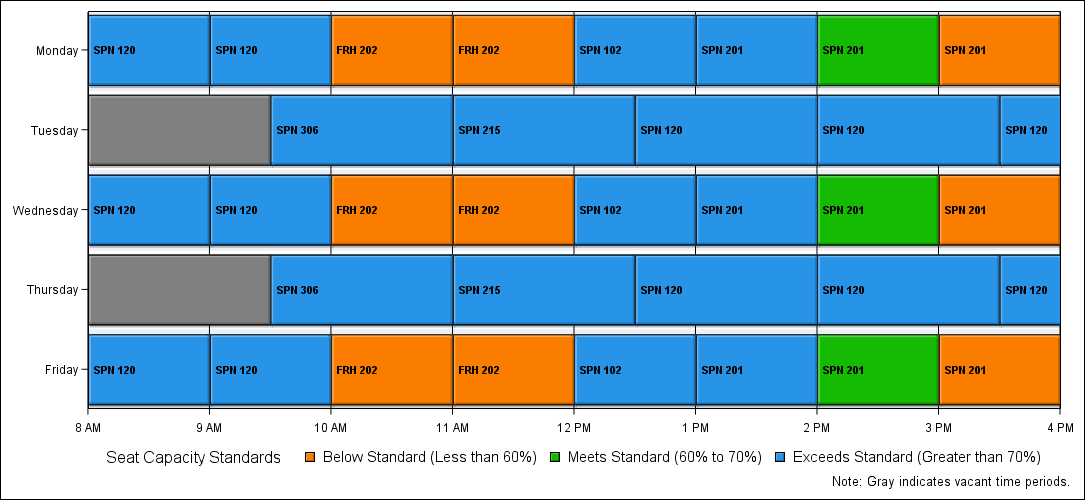 Monday SPN 120 SPN 120 FRH 202 FRH 202 SPN 102 SPN 201 SPN 201 SPN 201
Tuesday SPN 306 SPN 215 SPN 120 SPN 120 SPN 120
Wednesday SPN 120 SPN 120 FRH 202 FRH 202 SPN 102 SPN 201 SPN 201 SPN 201
Thursday SPN 306 SPN 215 SPN 120 SPN 120 SPN 120
Friday SPN 120 SPN 120 FRH 202 FRH 202 SPN 102 SPN 201 SPN 201 SPN 201
8 AM 9 AM 10 AM 11 AM 12 PM 1 PM 2 PM 3 PM 4 PM
Seat Capacity Standards Below Standard (Less than 60%) Meets Standard (60% to 70%) Exceeds Standard (Greater than 70%)
Note: Gray indicates vacant time periods.